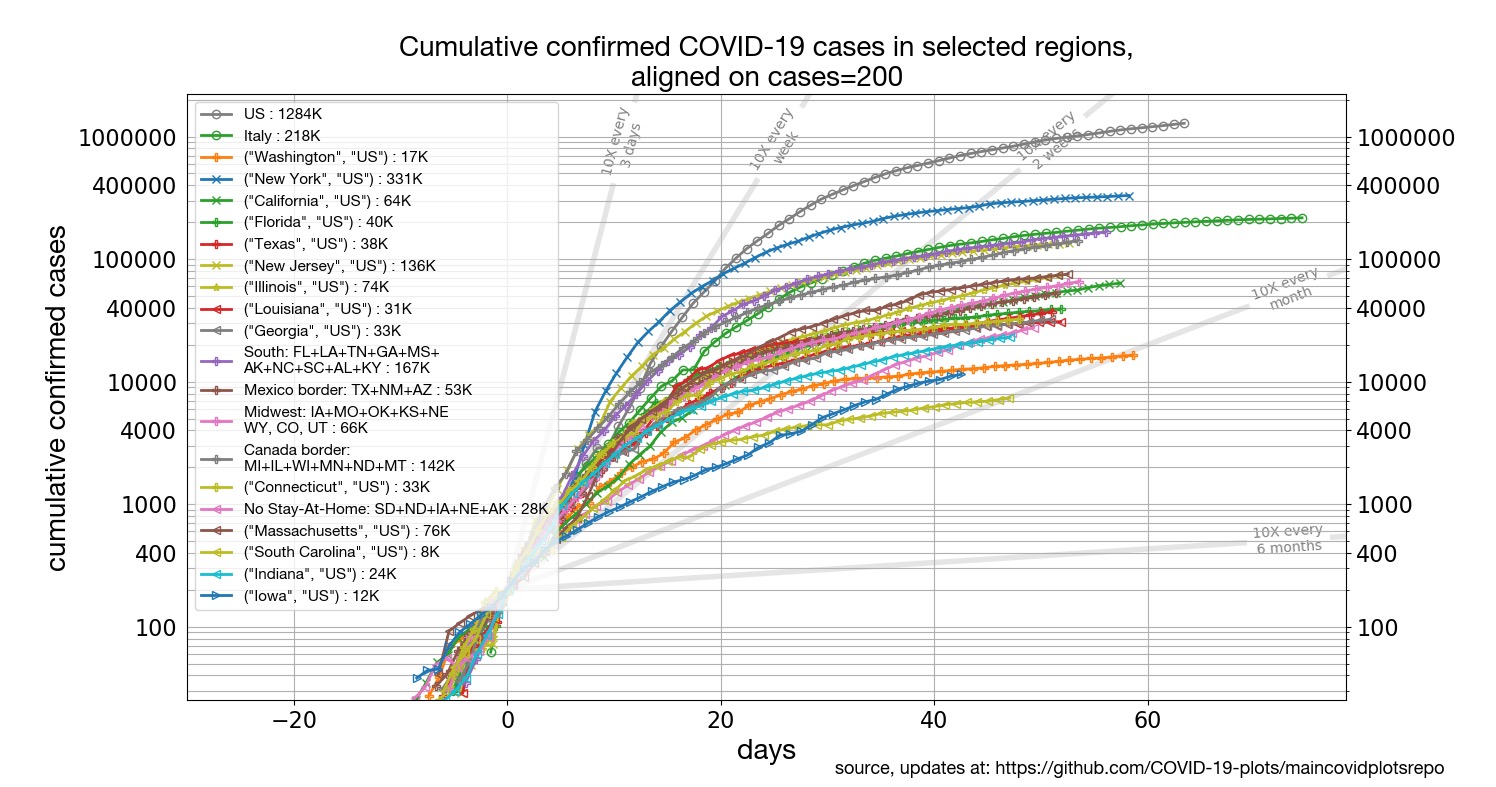 Cumulative confirmed COVID-19 cases in selected regions,
aligned on cases=200
cumulative confirmed cases
1000000
400000
100000
40000
10000
4000
1000
400
100
US : 1284K
Italy : 218K
("Washington", "US") : 17K
("New York", "US") : 331K
("California", "US") : 64K
("Florida", "US") : 40K
("Texas", "US") : 38K
("New Jersey", "US") : 136K
("Illinois", "US") : 74K
("Louisiana", "US") : 31K
("Georgia", "US") : 33K
South: FL+LA+TN+GA+MS+
AK+NC+SC+AL+KY : 167K
Mexico border: TX+NM+AZ : 53K
Midwest: IA+MO+OK+KS+NE
WY, CO, UT : 66K
Canada border:
MI+IL+WI+MN+ND+MT : 142K
("Connecticut", "US") : 33K
No Stay-At-Home: SD+ND+IA+NE+AK : 28K
("Massachusetts", "US") : 76K
("South Carolina", "US") : 8K
("Indiana", "US") : 24K
("Iowa", "US") : 12K
10X every
3 days
10X every
week
10X every
2 weeks
10X every
month
10X every
6 months
1000000
400000
100000
40000
10000
4000
1000
400
100
−20
0
20
40
60
days
source, updates at: https://github.com/COVID-19-plots/maincovidplotsrepo